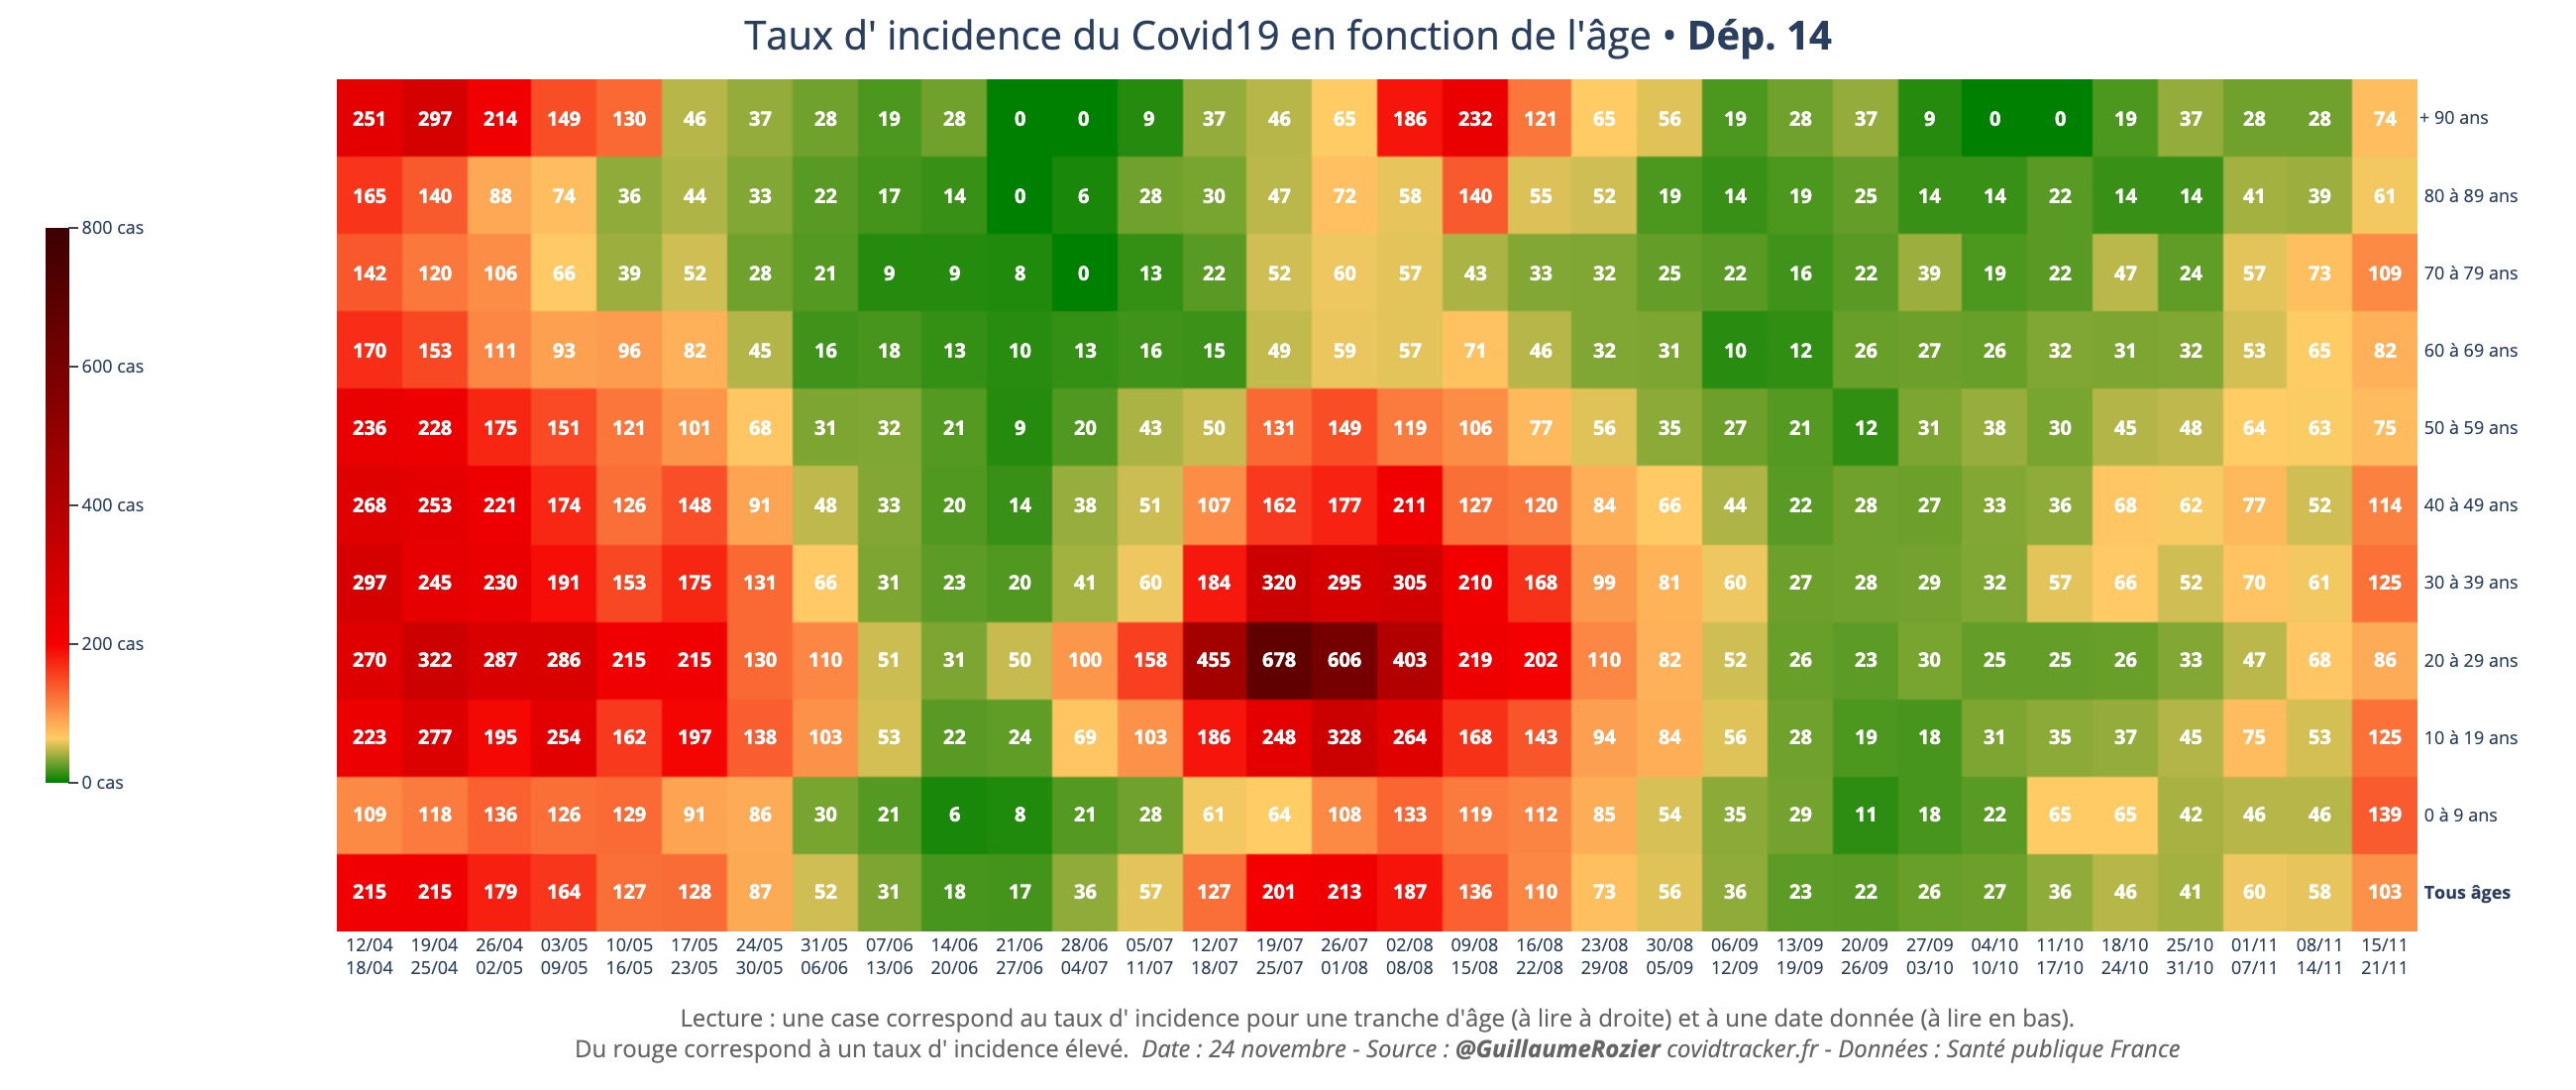 Taux d' incidence du Covid19 en fonction de l'âge • Dép. 14
800 cas
600 cas
400 cas
200 cas
0 cas
251 297 214 149 130 46 37 28 19 28 0 0 9 37 46 65 186 232 121 65 56 19 28 37 9 0 0 19 37 28 28 74 + 90 ans
165 140 88 74 36 44 33 22 17 14 0 6 28 30 47 72 58 140 55 52 19 14 19 25 14 14 22 14 14 41 39 61 80 à 89 ans
142 120 106 66 39 52 28 21 9 9 8 0 13 22 52 60 57 43 33 32 25 22 16 22 39 19 22 47 24 57 73 109 70 à 79 ans
170 153 111 93 96 82 45 16 18 13 10 13 16 15 49 59 57 71 46 32 31 10 12 26 27 26 32 31 32 53 65 82 60 à 69 ans
236 228 175 151 121 101 68 31 32 21 9 20 43 50 131 149 119 106 77 56 35 27 21 12 31 38 30 45 48 64 63 75 50 à 59 ans
268 253 221 174 126 148 91 48 33 20 14 38 51 107 162 177 211 127 120 84 66 44 22 28 27 33 36 68 62 77 52 114 40 à 49 ans
297 245 230 191 153 175 131 66 31 23 20 41 60 184 320 295 305 210 168 99 81 60 27 28 29 32 57 66 52 70 61 125 30 à 39 ans
270 322 287 286 215 215 130 110 51 31 50 100 158 455 678 606 403 219 202 110 82 52 26 23 30 25 25 26 33 47 68 86 20 à 29 ans
223 277 195 254 162 197 138 103 53 22 24 69 103 186 248 328 264 168 143 94 84 56 28 19 18 31 35 37 45 75 53 125 10 à 19 ans
109 118 136 126 129 91 86 30 21 6 8 21 28 61 64 108 133 119 112 85 54 35 29 11 18 22 65 65 42 46 46 139 0 à 9 ans
215 215 179 164 127 128 87 52 31 18 17 36 57 127 201 213 187 136 110 73 56 36 23 22 26 27 36 46 41 60 58 103 Tous âges
12/04 19/04 26/04 03/05 10/05 17/05 24/05 31/05 07/06 14/06 21/06 28/06 05/07 12/07 19/07 26/07 02/08 09/08 16/08 23/08 30/08 06/09 13/09 20/09 27/09 04/10 11/10 18/10 25/10 01/11 08/11 15/11
18/04 25/04 02/05 09/05 16/05 23/05 30/05 06/06 13/06 20/06 27/06 04/07 11/07 18/07 25/07 01/08 08/08 15/08 22/08 29/08 05/09 12/09 19/09 26/09 03/10 10/10 17/10 24/10 31/10 07/11 14/11 21/11
Lecture : une case correspond au taux d' incidence pour une tranche d'âge (à lire à droite) et à une date donnée (à lire en bas).
Du rouge correspond à un taux d' incidence élevé. Date : 24 novembre - Source : @GuillaumeRozier covidtracker.fr - Données : Santé publique France